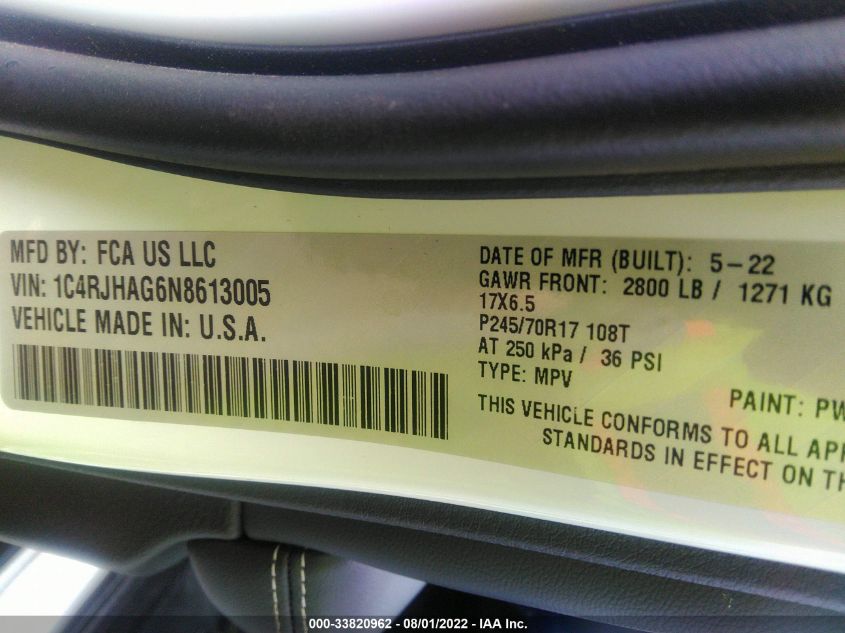 MFD BY: FCA US LLC
VIN: 1C4RJHAG6N8613005
VEHICLE MADE IN: U.S.A.
DATE OF MFR (BUILT): 5-22
GAWR FRONT: 2800 LB / 1271 KG
17X6.5
P245/70R17 108T
AT 250 kPa / 36 PSI
TYPE: MPV
PAINT: PW
THIS VEHICLE CONFORMS TO ALL APP
STANDARDS IN EFFECT ON TH
000-33820962 - 08/01/2022 - IAA Inc.